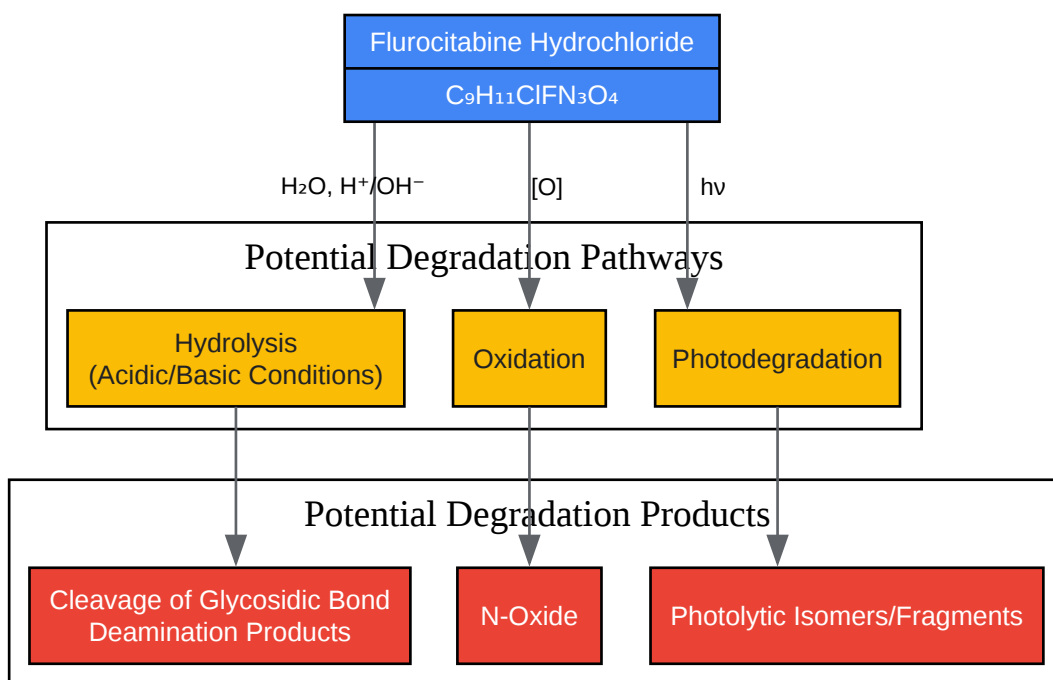 Flurocitabine Hydrochloride
C₉H₁₁ClFN₃O₄
H₂O, H⁺/OH⁻
[O]
hν
Potential Degradation Pathways
Hydrolysis
(Acidic/Basic Conditions)
Oxidation
Photodegradation
Potential Degradation Products
Cleavage of Glycosidic Bond
Deamination Products
N-Oxide
Photolytic Isomers/Fragments